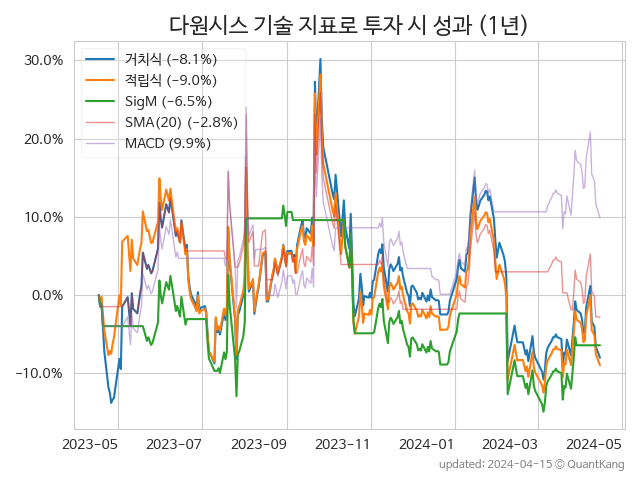 다원시스 기술 지표로 투자 시 성과 (1년)
30.0%
20.0%
10.0%
0.0%
−10.0%
거치식 (−8.1%)
적립식 (−9.0%)
SigM (−6.5%)
SMA(20) (−2.8%)
MACD (9.9%)
2023-05 2023-07 2023-09 2023-11 2024-01 2024-03 2024-05
updated: 2024-04-15 © QuantKang